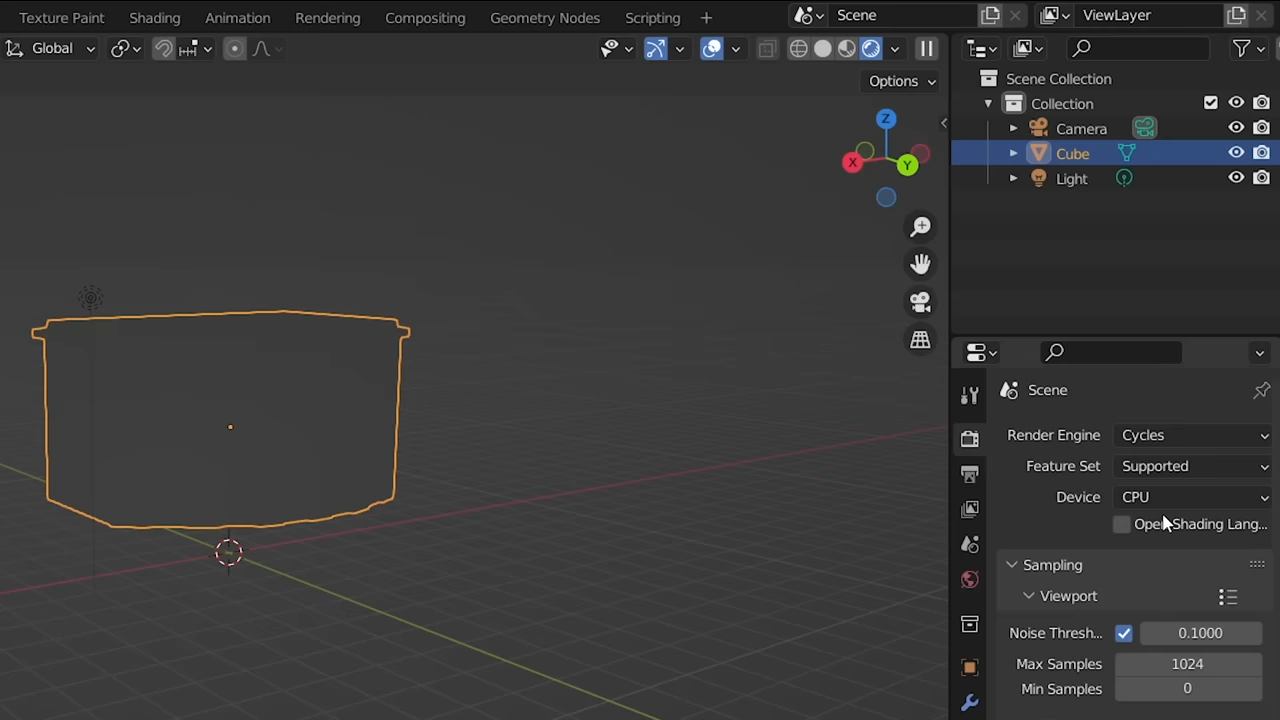 Texture Paint Shading Animation Rendering Compositing Geometry Nodes Scripting + Scene ViewLayer
Global
Options
Z
X
Y
Scene Collection
Collection
Camera
Cube
Light
Scene
Render Engine Cycles
Feature Set Supported
Device CPU
Open Shading Lang...
Sampling
Viewport
Noise Thresh... 0.1000
Max Samples 1024
Min Samples 0